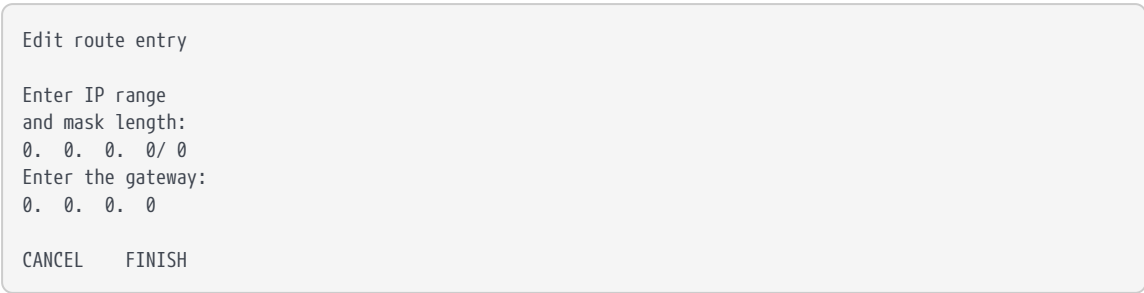 Edit route entry
Enter IP range
and mask length:
0. 0. 0. 0/ 0
Enter the gateway:
0. 0. 0. 0
CANCEL FINISH